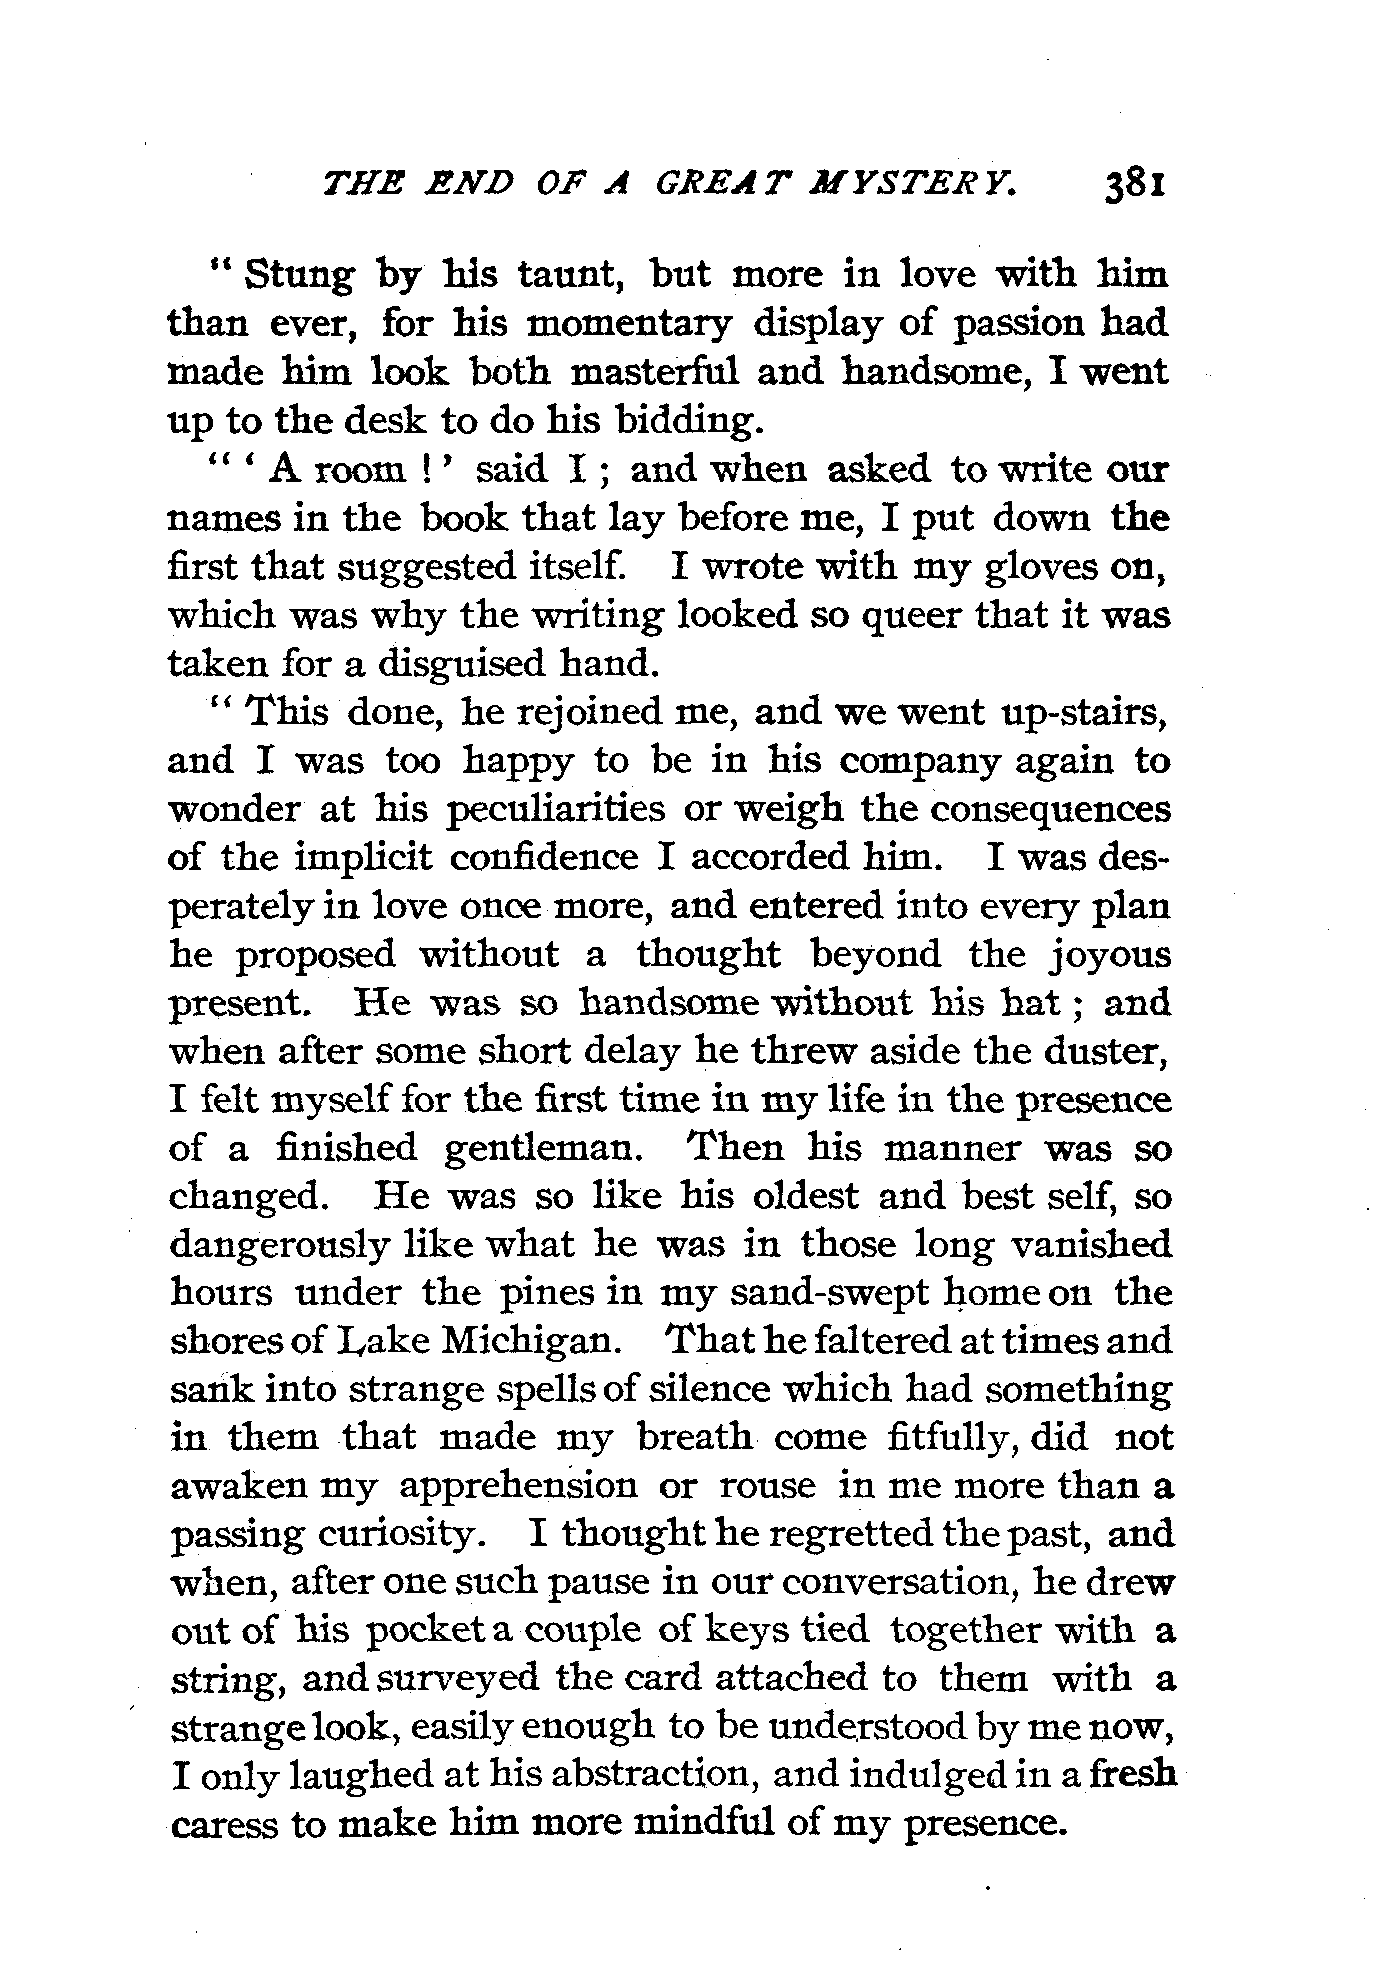 THE END OF A GREAT MYSTERY. 381
" Stung by his taunt, but more in love with him
than ever, for his momentary display of passion had
made him look both masterful and handsome, I went
up to the desk to do his bidding.
" ' A room ! ' said I ; and when asked to write our
names in the book that lay before me, I put down the
first that suggested itself. I wrote with my gloves on,
which was why the writing looked so queer that it was
taken for a disguised hand.
" This done, he rejoined me, and we went up-stairs,
and I was too happy to be in his company again to
wonder at his peculiarities or weigh the consequences
of the implicit confidence I accorded him. I was des-
perately in love once more, and entered into every plan
he proposed without a thought beyond the joyous
present. He was so handsome without his hat ; and
when after some short delay he threw aside the duster,
I felt myself for the first time in my life in the presence
of a finished gentleman. Then his manner was so
changed. He was so like his oldest and best self, so
dangerously like what he was in those long vanished
hours under the pines in my sand-swept home on the
shores of Lake Michigan. That he faltered at times and
sank into strange spells of silence which had something
in them that made my breath come fitfully, did not
awaken my apprehension or rouse in me more than a
passing curiosity. I thought he regretted the past, and
when, after one such pause in our conversation, he drew
out of his pocket a couple of keys tied together with a
string, and surveyed the card attached to them with a
strange look, easily enough to be understood by me now,
I only laughed at his abstraction, and indulged in a fresh
caress to make him more mindful of my presence.